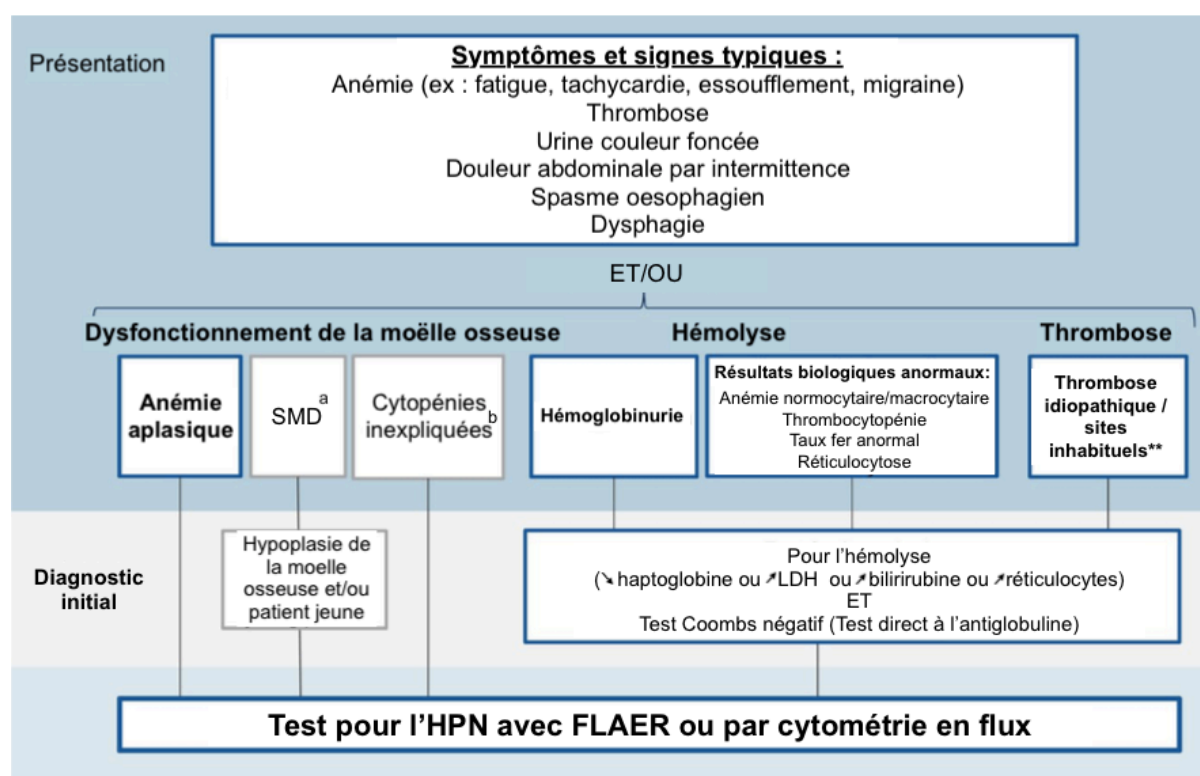 Présentation
Symptômes et signes typiques :
Anémie (ex : fatigue, tachycardie, essoufflement, migraine)
Thrombose
Urine couleur foncée
Douleur abdominale par intermittence
Spasme oesophagien
Dysphagie
ET/OU
Dysfonctionnement de la moëlle osseuse
Hémolyse
Thrombose
Anémie
aplasique
SMD a
Cytopénies
inexpliquées b
Hémoglobinurie
Résultats biologiques anormaux:
Anémie normocytaire/macrocytaire
Thrombocytopénie
Taux fer anormal
Réticulocytose
Thrombose
idiopathique /
sites
inhabituels**
Diagnostic
initial
Hypoplasie de
la moelle
osseuse et/ou
patient jeune
Pour l'hémolyse
(↘ haptoglobine ou ↗LDH ou ↗bilirirubine ou ↗réticulocytes)
ET
Test Coombs négatif (Test direct à l'antiglobuline)
Test pour l'HPN avec FLAER ou par cytométrie en flux